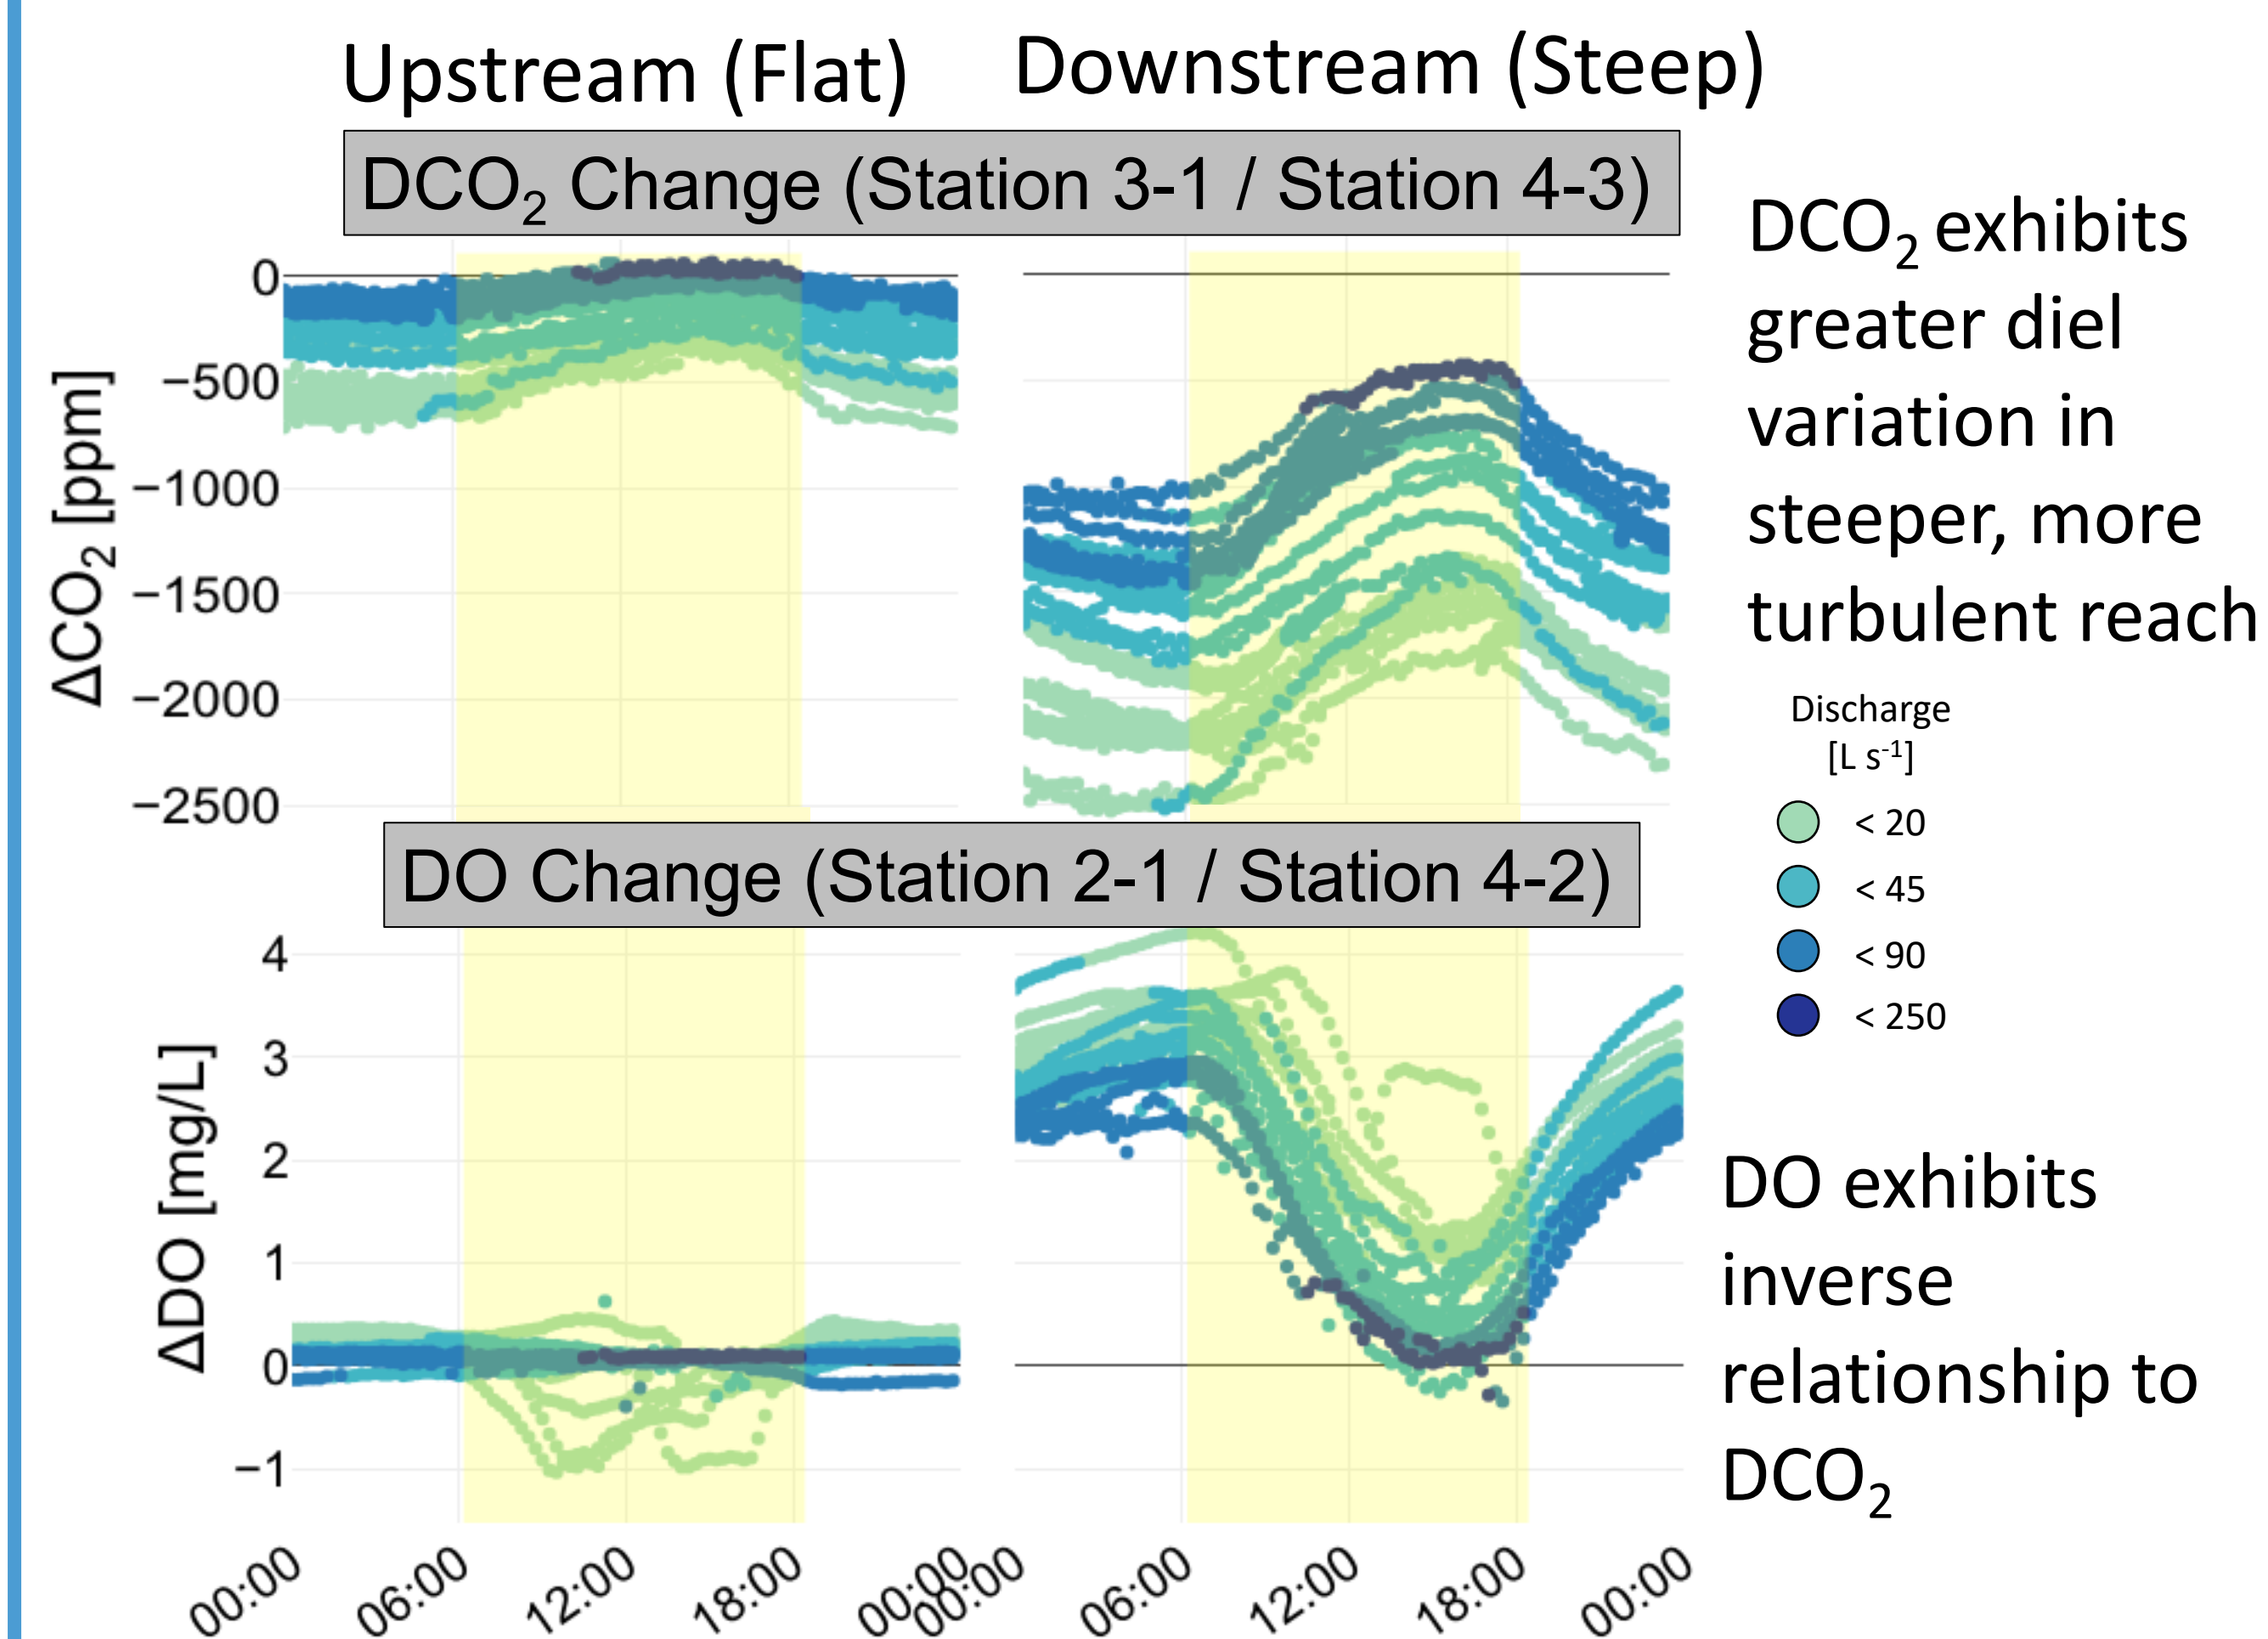 Upstream (Flat) Downstream (Steep)
DCO₂ Change (Station 3-1 / Station 4-3)
ΔCO₂ [ppm]
0
−500
−1000
−1500
−2000
−2500
DCO₂ exhibits
greater diel
variation in
steeper, more
turbulent reach
Discharge
[L s⁻¹]
< 20
< 45
< 90
< 250
DO Change (Station 2-1 / Station 4-2)
ΔDO [mg/L]
4
3
2
1
0
−1
DO exhibits
inverse
relationship to
DCO₂
00:00 06:00 12:00 18:00 00:00 00:00 06:00 12:00 18:00 00:00